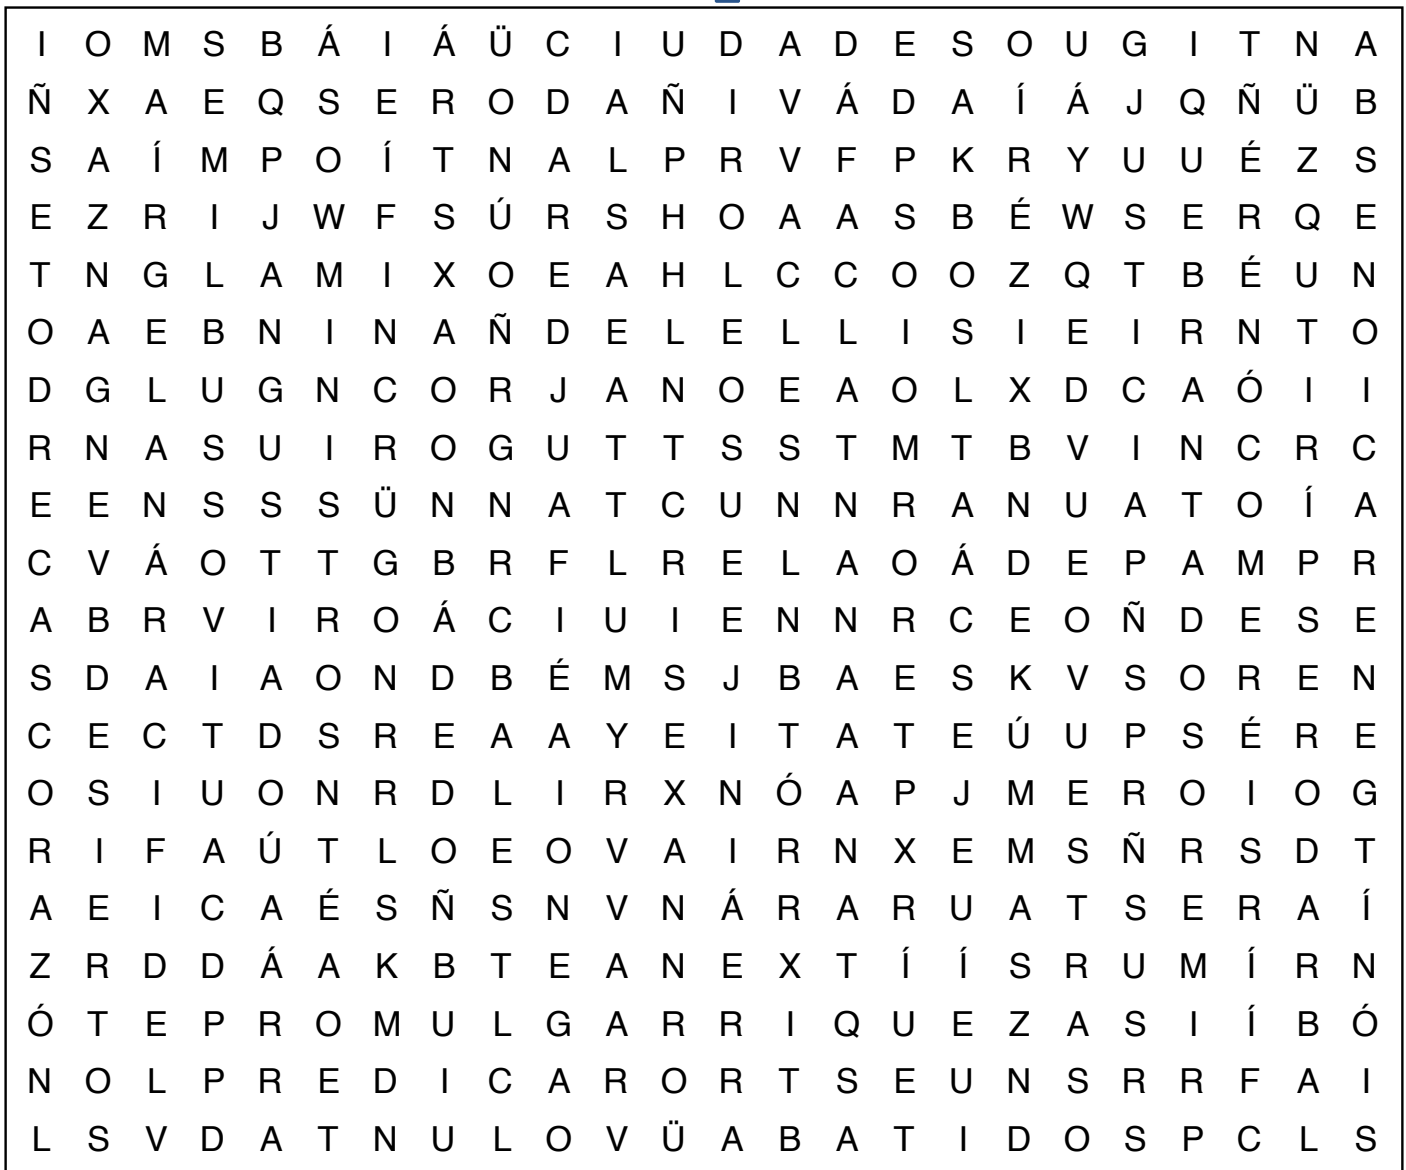 I O M S B Á I Á Ü C I U D A D E S O U G I T N A
Ñ X A E Q S E R O D A Ñ I V Á D A Í Á J Q Ñ Ü B
S A Í M P O Í T N A L P R V F P K R Y U U É Z S
E Z R I J W F S Ú R S H O A A S B É W S E R Q E
T N G L A M I X O E A H L C C O O Z Q T B É U N
O A E B N I N A Ñ D E L E L L I S I E I R N T O
D G L U G N C O R J A N O E A O L X D C A Ó I I
R N A S U I R O G U T T S S T M T B V I N C R C
E E N S S S Ü N N A T C U N N R A N U A T O Í A
C V Á O T T G B R F L R E L A O Á D E P A M P R
A B R V I R O Á C I U I E N N R C E O Ñ D E S E
S D A I A O N D B É M S J B A E S K V S O R E N
C E C T D S R E A A Y E I T A T E Ú U P S É R E
O S I U O N R D L I R X N Ó A P J M E R O I O G
R I F A Ú T L O E O V A I R N X E M S Ñ R S D T
A E I C A É S Ñ S N V N Á R A R U A T S E R A Í
Z R D D Á A K B T E A N E X T Í Í S R U M Í R N
Ó T E P R O M U L G A R R I Q U E Z A S I Í B Ó
N O L P R E D I C A R O R T S E U N S R R F A I
L S V D A T N U L O V Ü A B A T I D O S P C L S